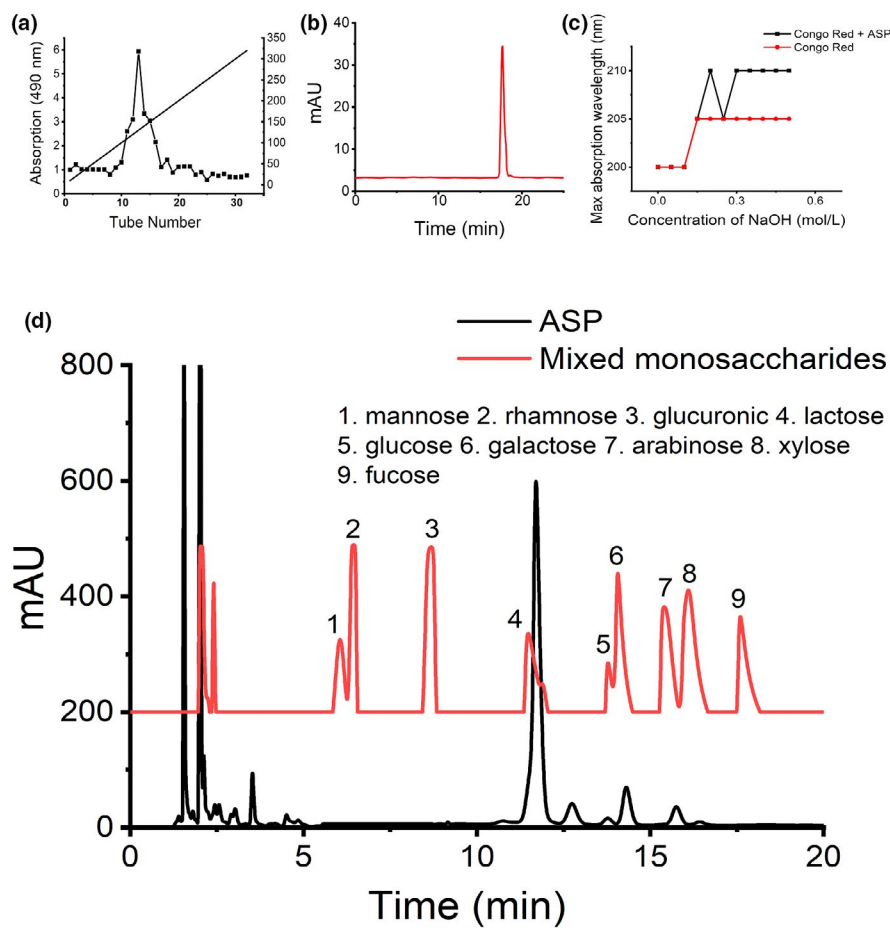 (a)
Absorption (490 nm)
6
5
4
3
2
1
0
350
300
250
200
150
100
50
0
0 10 20 30
Tube Number
(b)
mAU
40
30
20
10
0
0 10 20
Time (min)
(c)
Max absorption wavelength (nm)
Congo Red + ASP
Congo Red
210
205
200
0.0 0.3 0.6
Concentration of NaOH (mol/L)
(d)
ASP
Mixed monosaccharides
1. mannose 2. rhamnose 3. glucuronic 4. lactose
5. glucose 6. galactose 7. arabinose 8. xylose
9. fucose
mAU
800
600
400
200
0
1
2
3
4
5
6
7
8
9
0 5 10 15 20
Time (min)